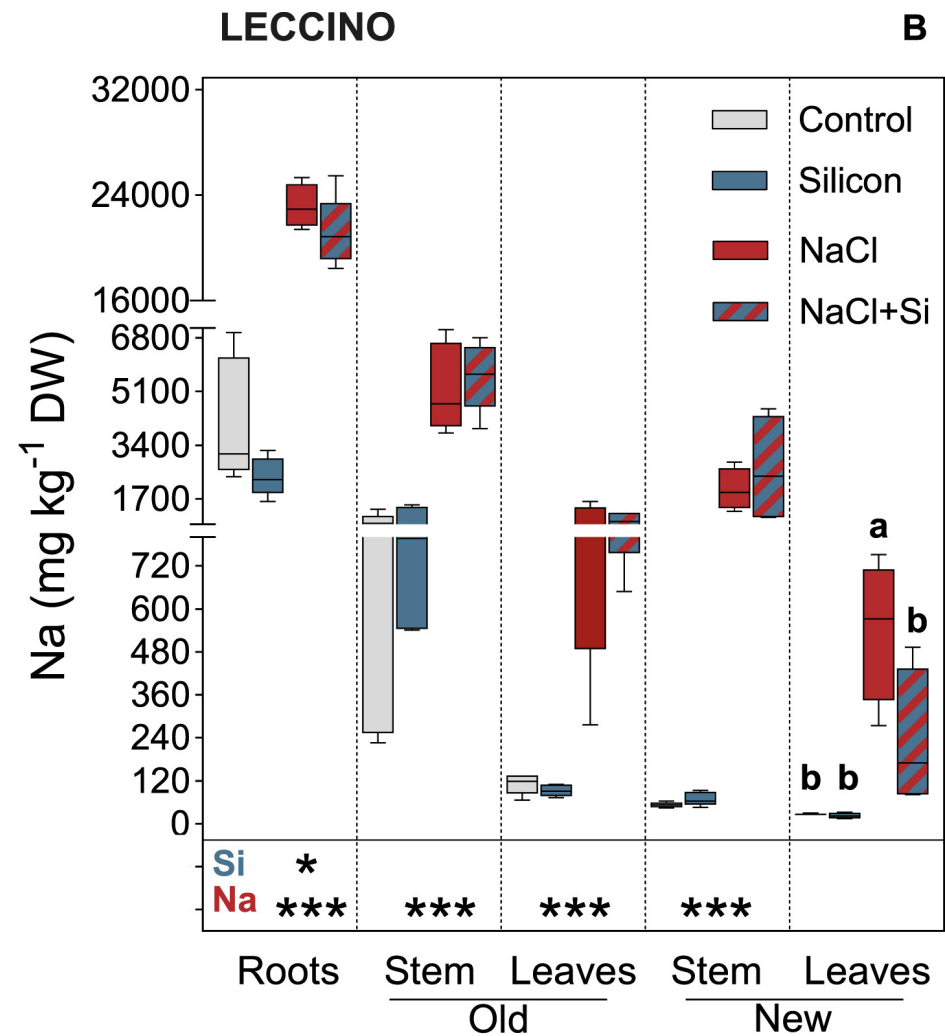 LECCINO
B
Na (mg kg-1 DW)
32000
24000
16000
6800
5100
3400
1700
720
600
480
360
240
120
0
Control
Silicon
NaCl
NaCl+Si
a
b
b b
Si *
Na *** *** *** ***
Roots Stem Leaves Stem Leaves
Old New